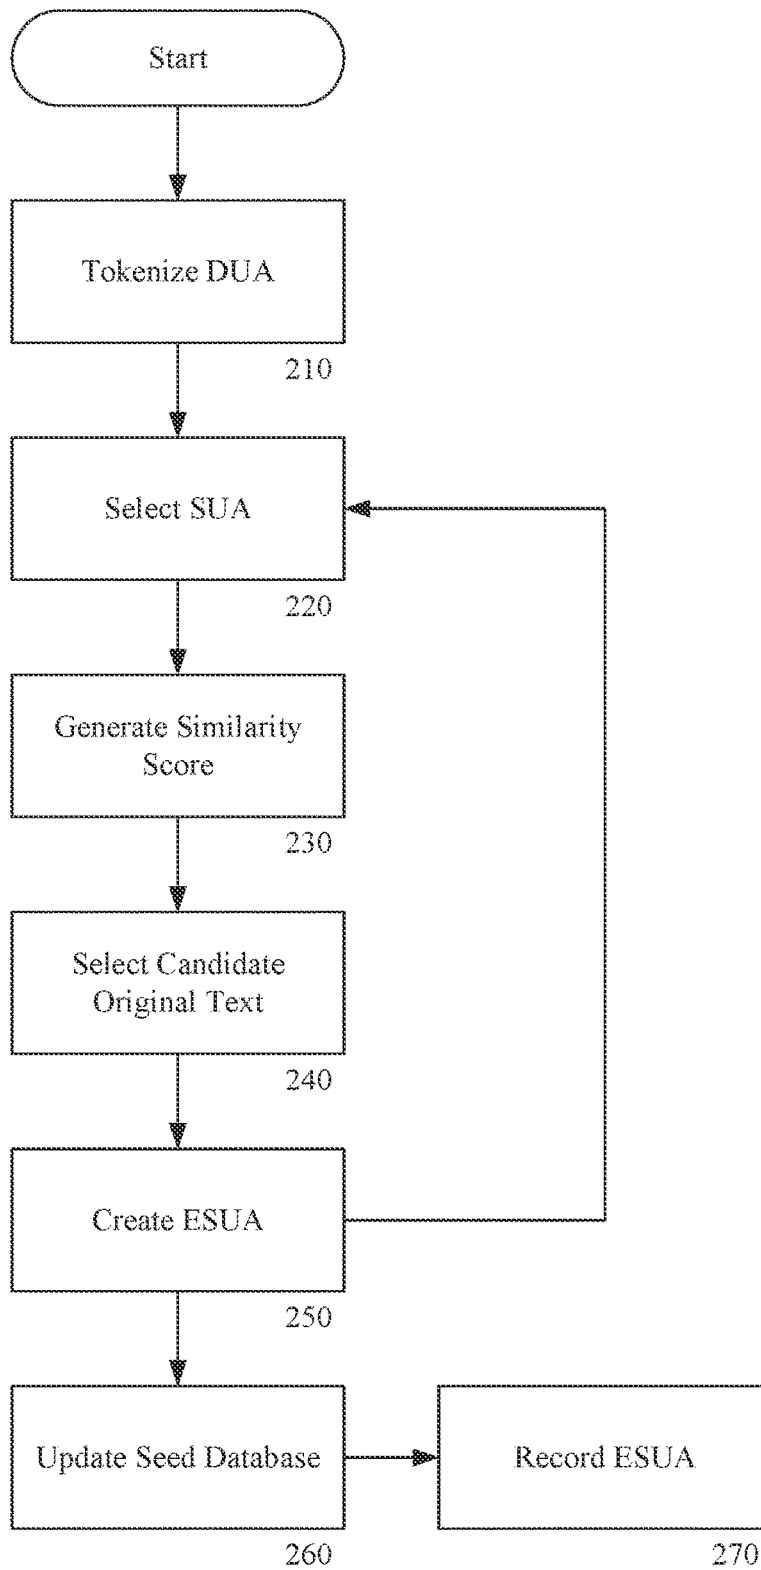 Start
Tokenize DUA
210
Select SUA
220
Generate Similarity
Score
230
Select Candidate
Original Text
240
Create ESUA
250
Update Seed Database
260
Record ESUA
270